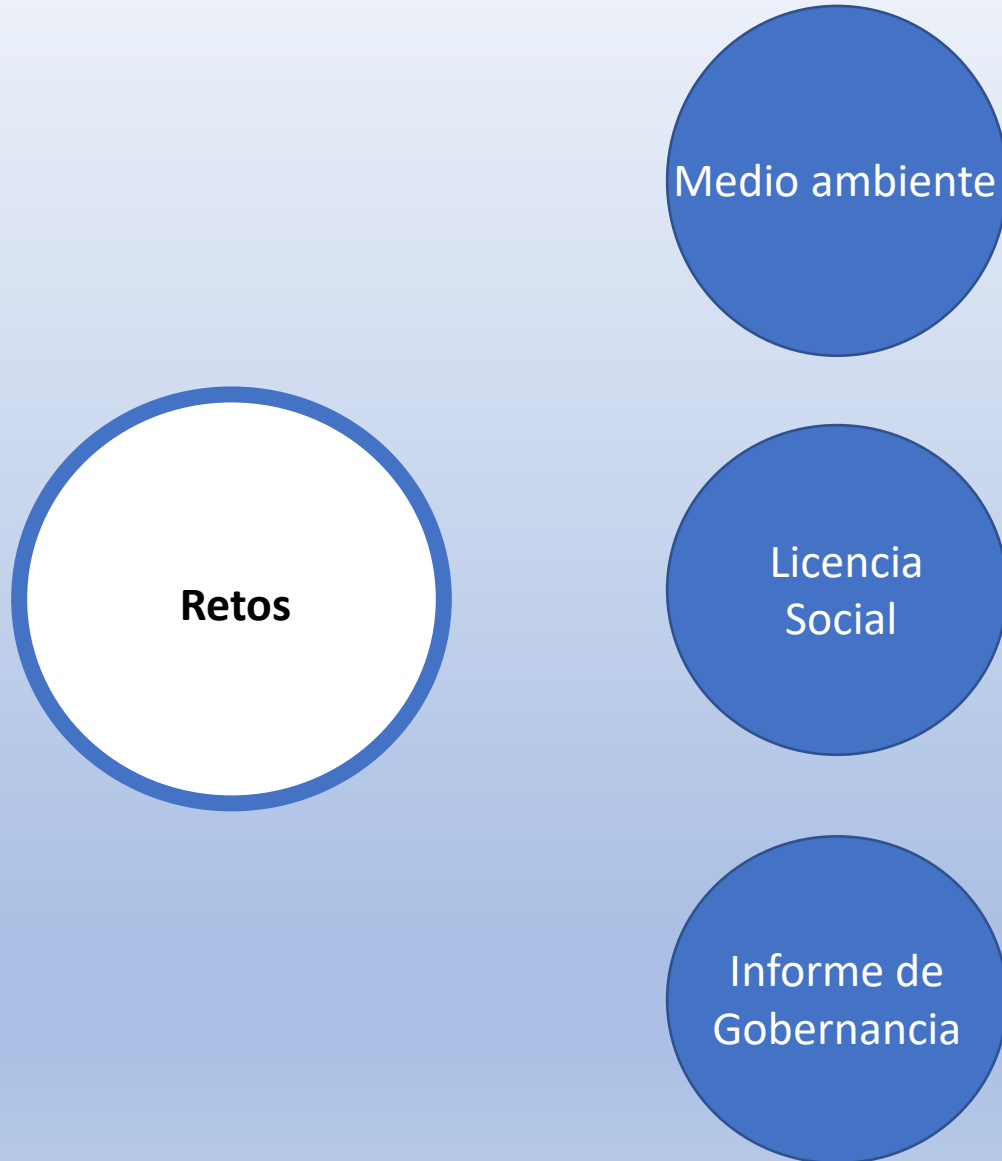 Retos
Medio ambiente
Licencia
Social
Informe de
Gobernancia